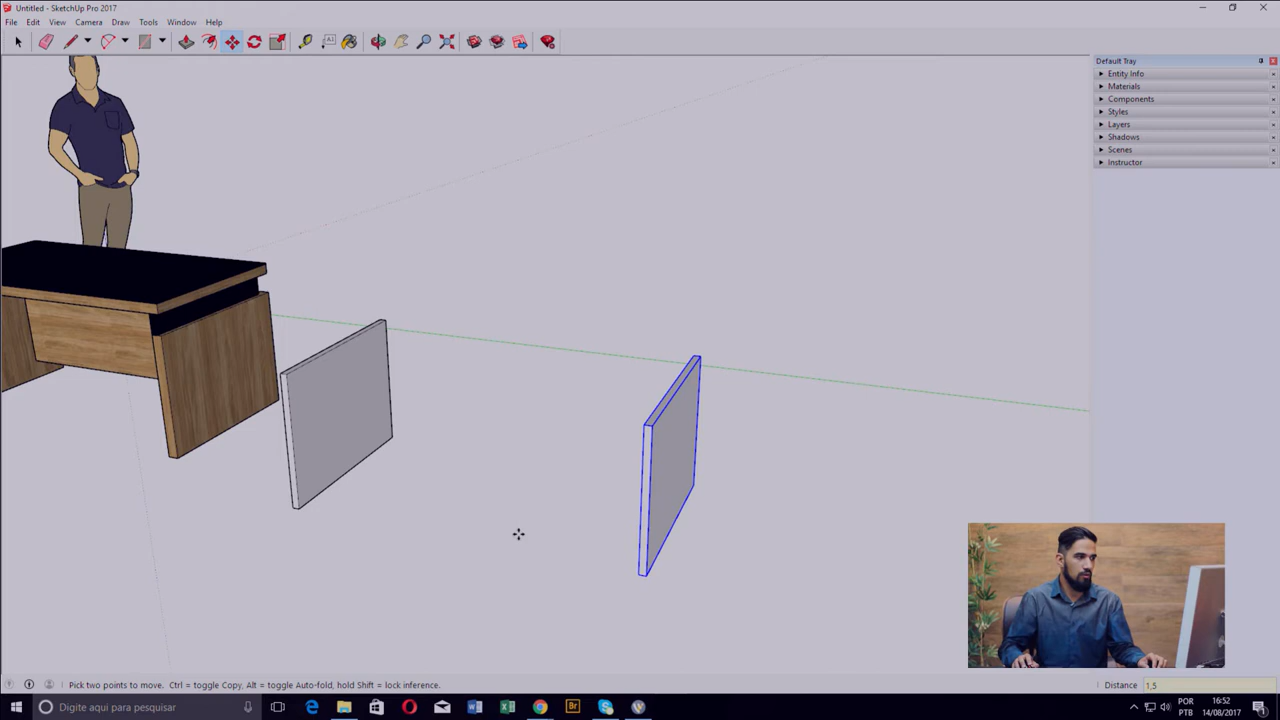 Untitled - SketchUp Pro 2017
File Edit View Camera Draw Tools Window Help
A1
Default Tray
Entity Info
Materials
Components
Styles
Layers
Shadows
Scenes
Instructor
Pick two points to move. Ctrl = toggle Copy, Alt = toggle Auto-fold, hold Shift = lock inference.
Distance 1,5
Digite aqui para pesquisar
Br
POR
PTB
16:52
14/08/2017